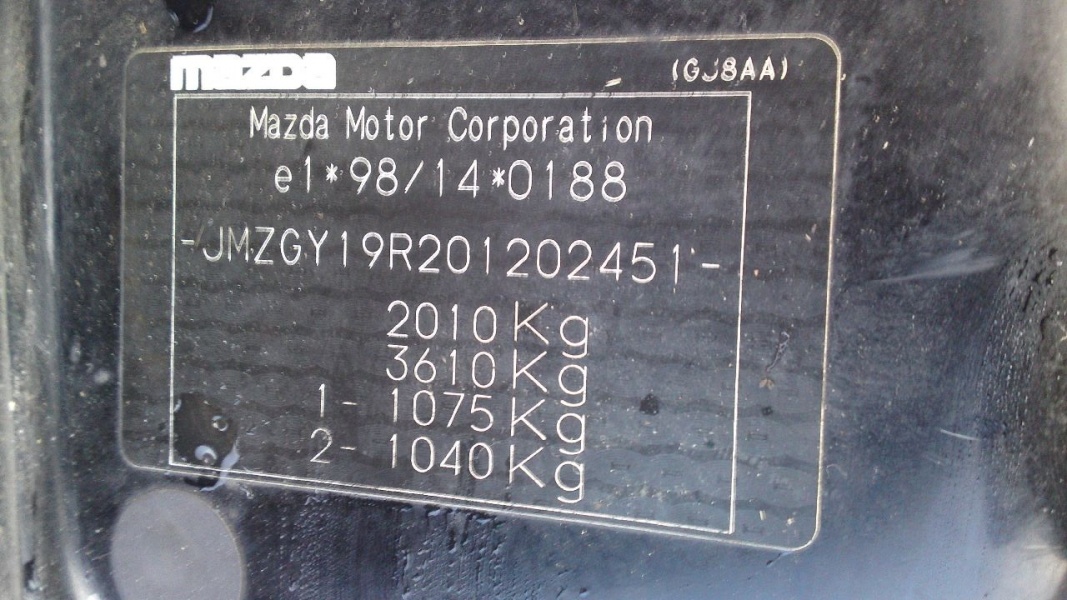 mazda (GJ8AA)
Mazda Motor Corporation
e1*98/14*0188
-JMZGY19R201202451-
2010Kg
3610Kg
1- 1075Kg
2- 1040Kg